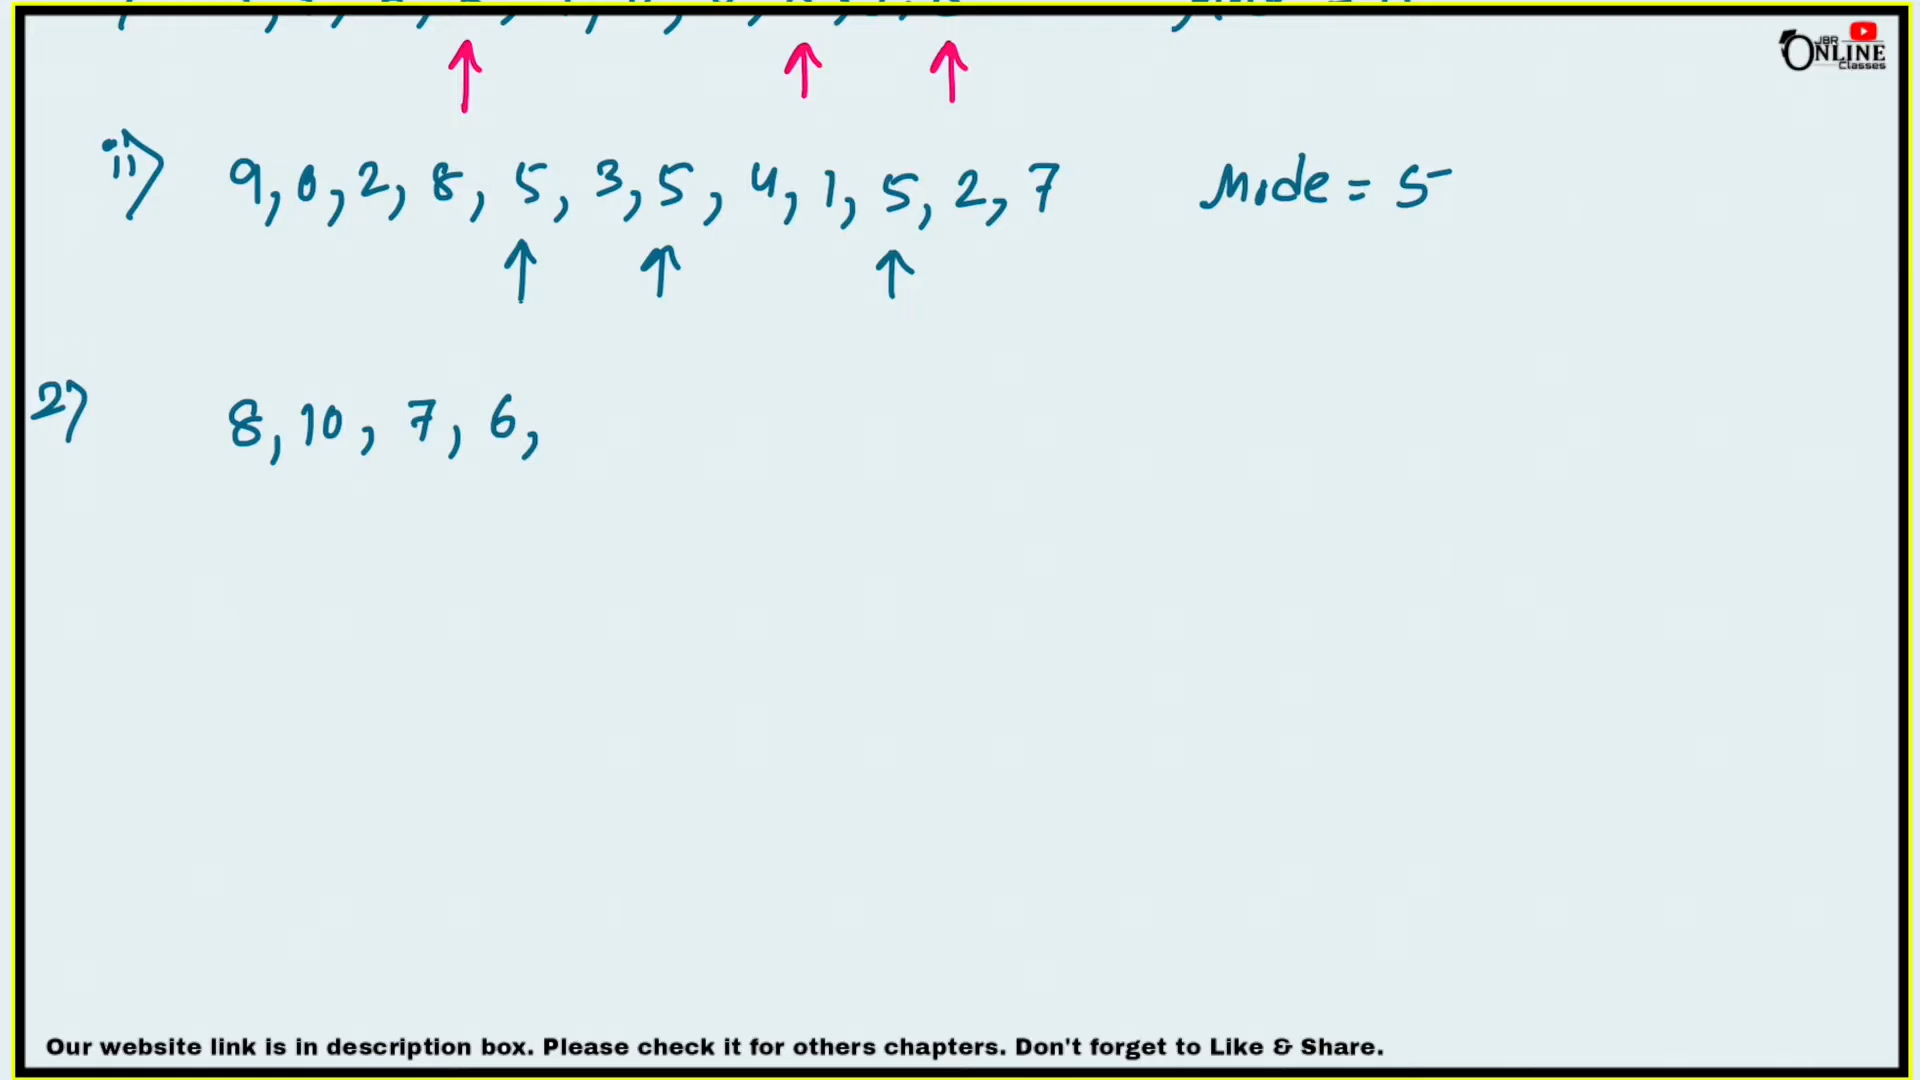 JBR
ONLINE
Classes
ii) 9, 0, 2, 8, 5, 3, 5, 4, 1, 5, 2, 7 Mode = 5
2) 8, 10, 7, 6,
Our website link is in description box. Please check it for others chapters. Don't forget to Like & Share.